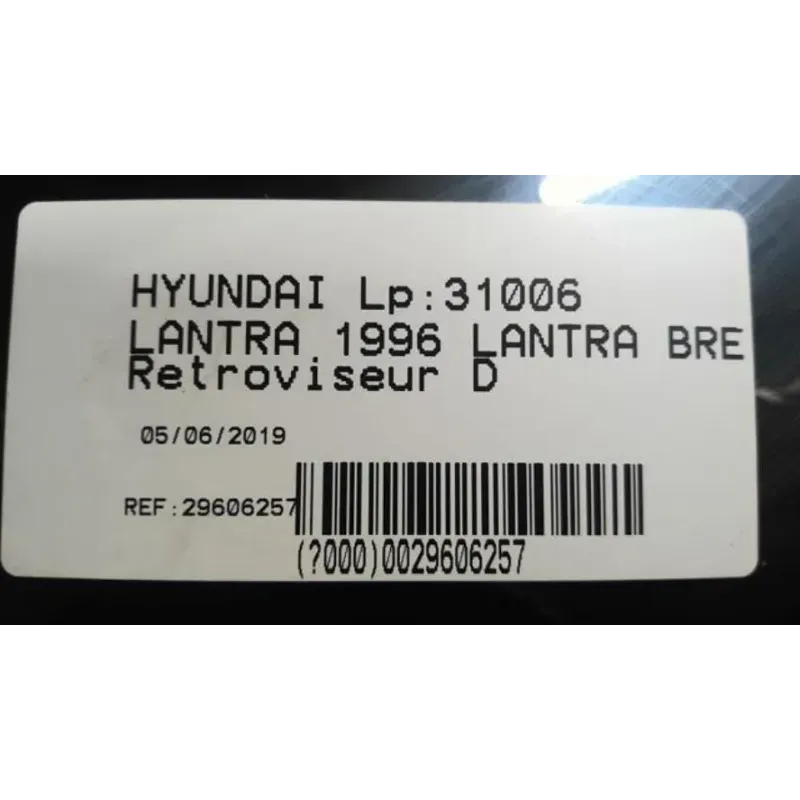 HYUNDAI Lp:31006
LANTRA 1996 LANTRA BRE
Retroviseur D
05/06/2019
REF:29606257
(?000)0029606257